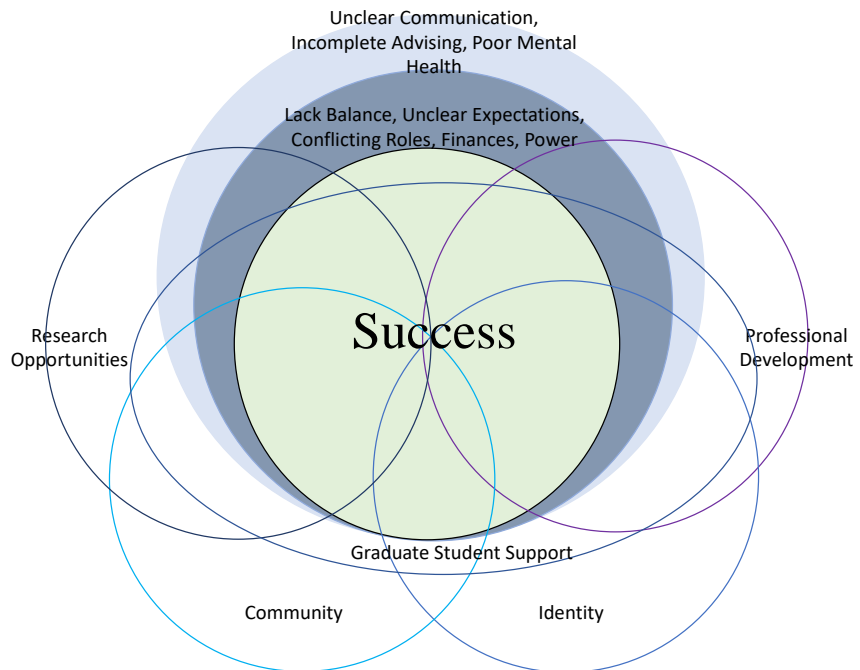 Unclear Communication,
Incomplete Advising, Poor Mental
Health
Lack Balance, Unclear Expectations,
Conflicting Roles, Finances, Power
Success
Research
Opportunities
Professional
Development
Graduate Student Support
Community
Identity